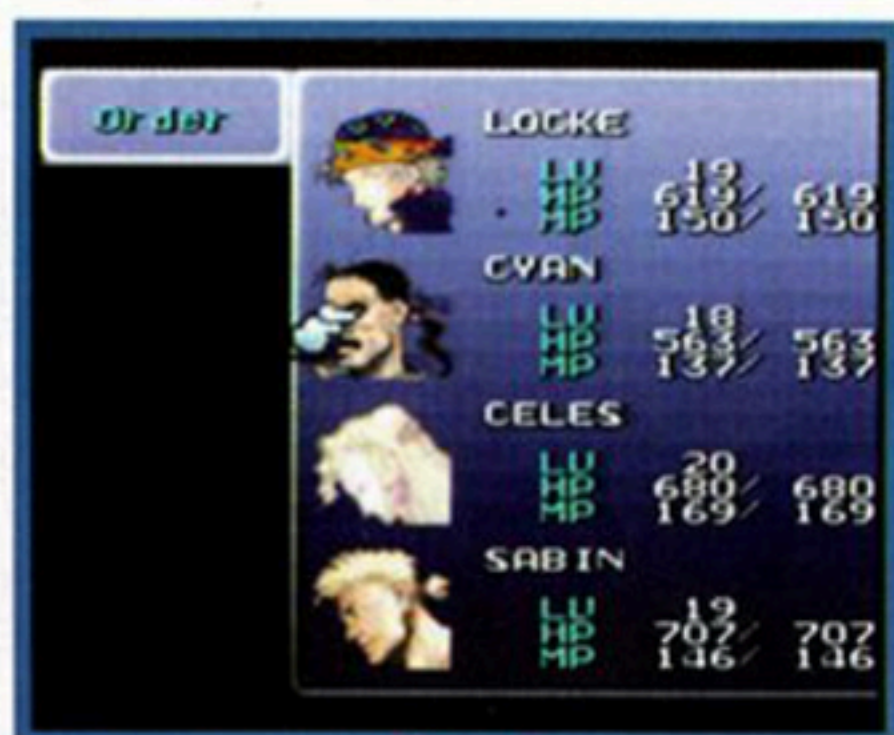 Order
LOCKE
LV 19
HP 619/ 619
MP 150/ 150
CYAN
LV 18
HP 563/ 563
MP 137/ 137
CELES
LV 20
HP 680/ 680
MP 169/ 169
SABIN
LV 19
HP 707/ 707
MP 146/ 146